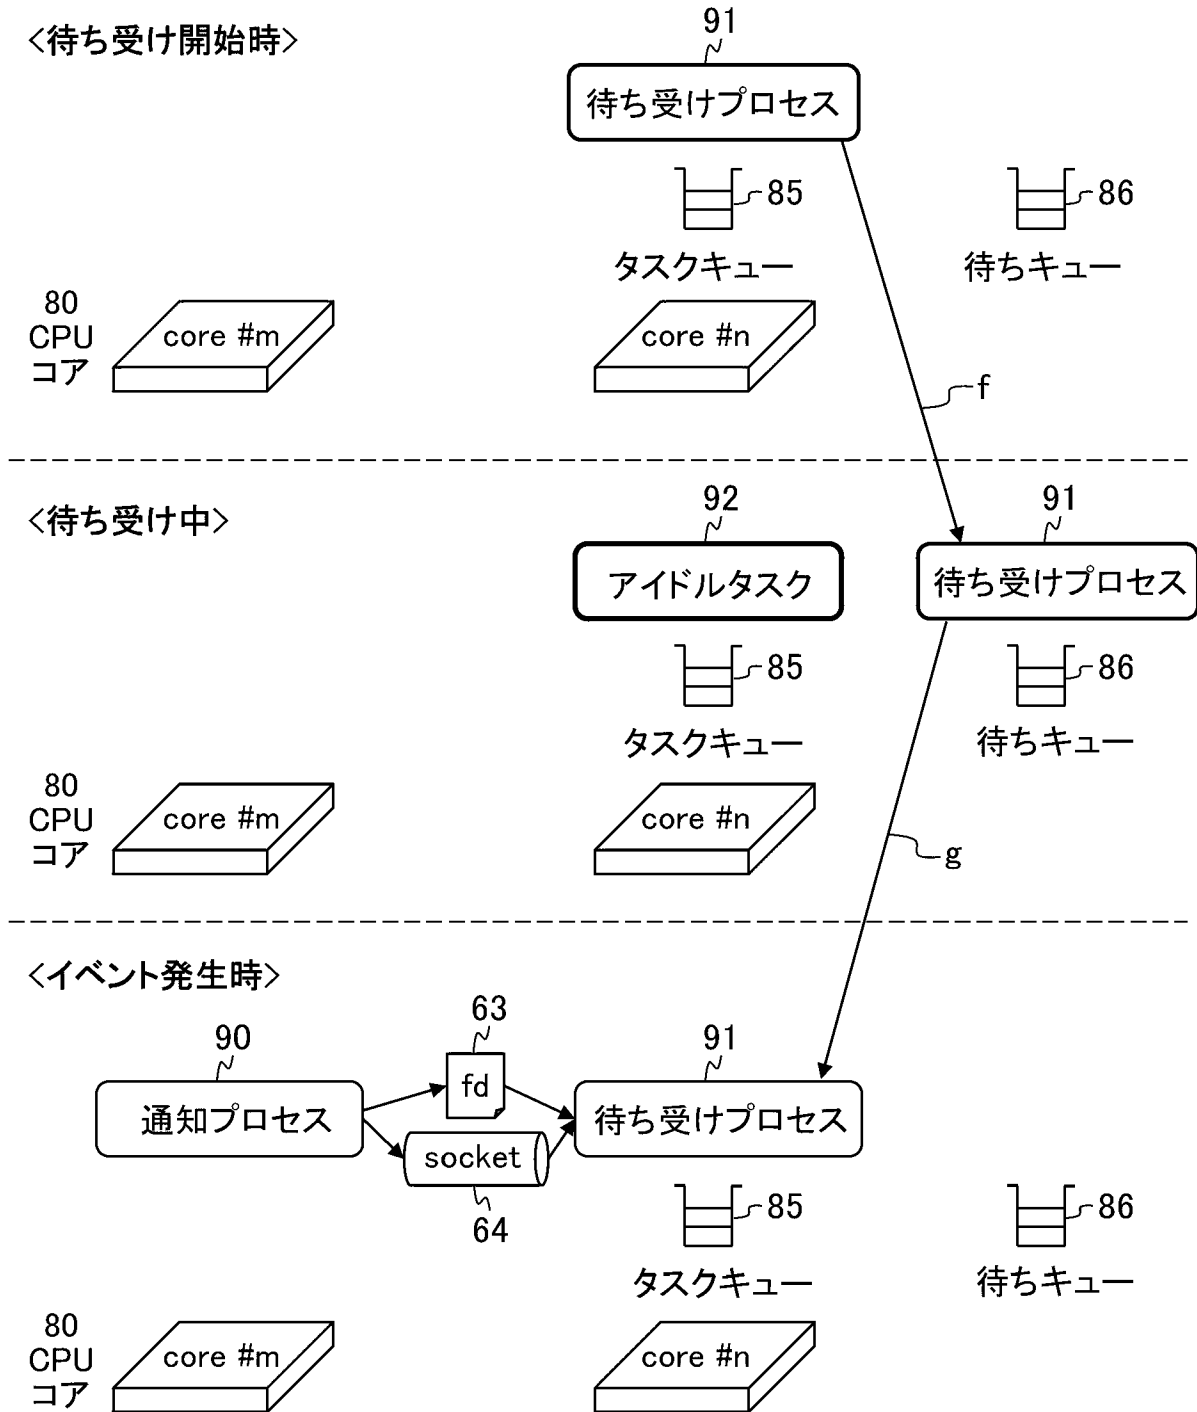 <待ち受け開始時>
91
待ち受けプロセス
85
86
タスクキュー
待ちキュー
80
CPU
コア
core #m
core #n
f
<待ち受け中>
92
91
アイドルタスク
待ち受けプロセス
85
86
タスクキュー
待ちキュー
80
CPU
コア
core #m
core #n
g
<イベント発生時>
63
90
91
fd
通知プロセス
待ち受けプロセス
socket
64
85
86
タスクキュー
待ちキュー
80
CPU
コア
core #m
core #n